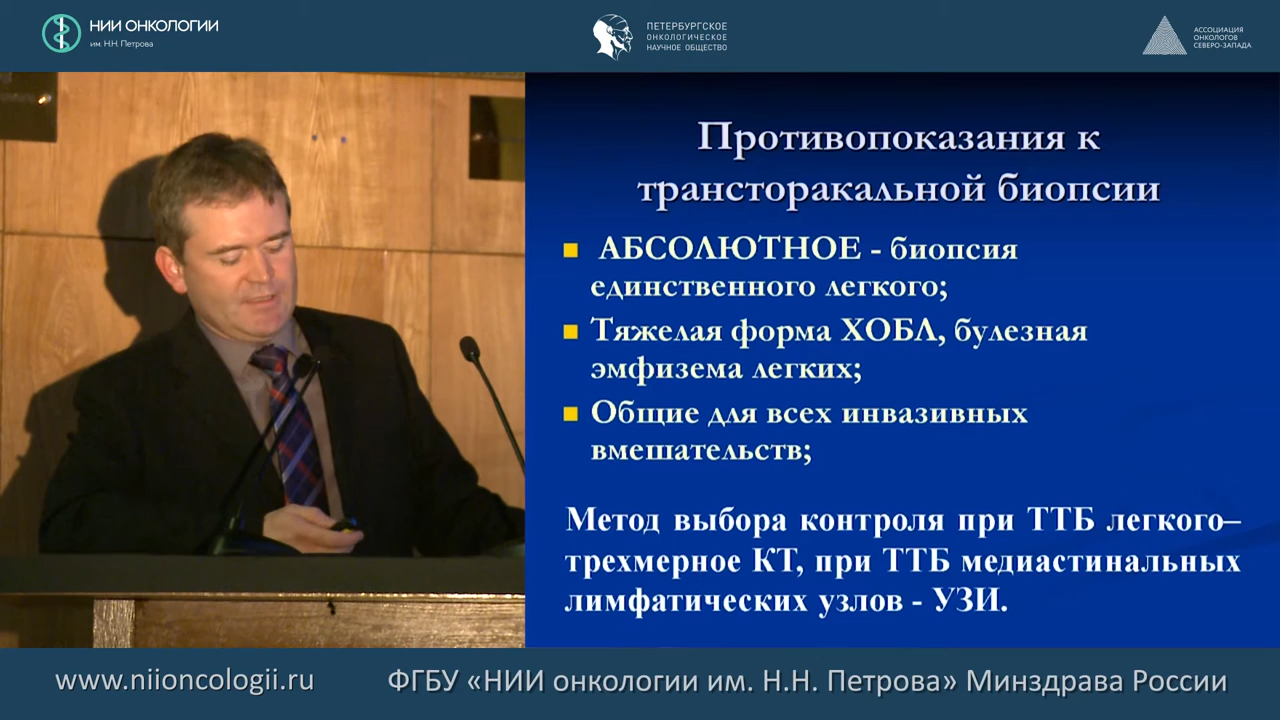 НИИ ОНКОЛОГИИ
им. Н.Н. Петрова
ПЕТЕРБУРГСКОЕ
ОНКОЛОГИЧЕСКОЕ
НАУЧНОЕ ОБЩЕСТВО
АССОЦИАЦИЯ
ОНКОЛОГОВ
СЕВЕРО-ЗАПАДА
Противопоказания к
трансторакальной биопсии
АБСОЛЮТНОЕ - биопсия
единственного легкого;
Тяжелая форма ХОБЛ, булезная
эмфизема легких;
Общие для всех инвазивных
вмешательств;
Метод выбора контроля при ТТБ легкого–
трехмерное КТ, при ТТБ медиастинальных
лимфатических узлов - УЗИ.
www.niioncologii.ru
ФГБУ «НИИ онкологии им. Н.Н. Петрова» Минздрава России